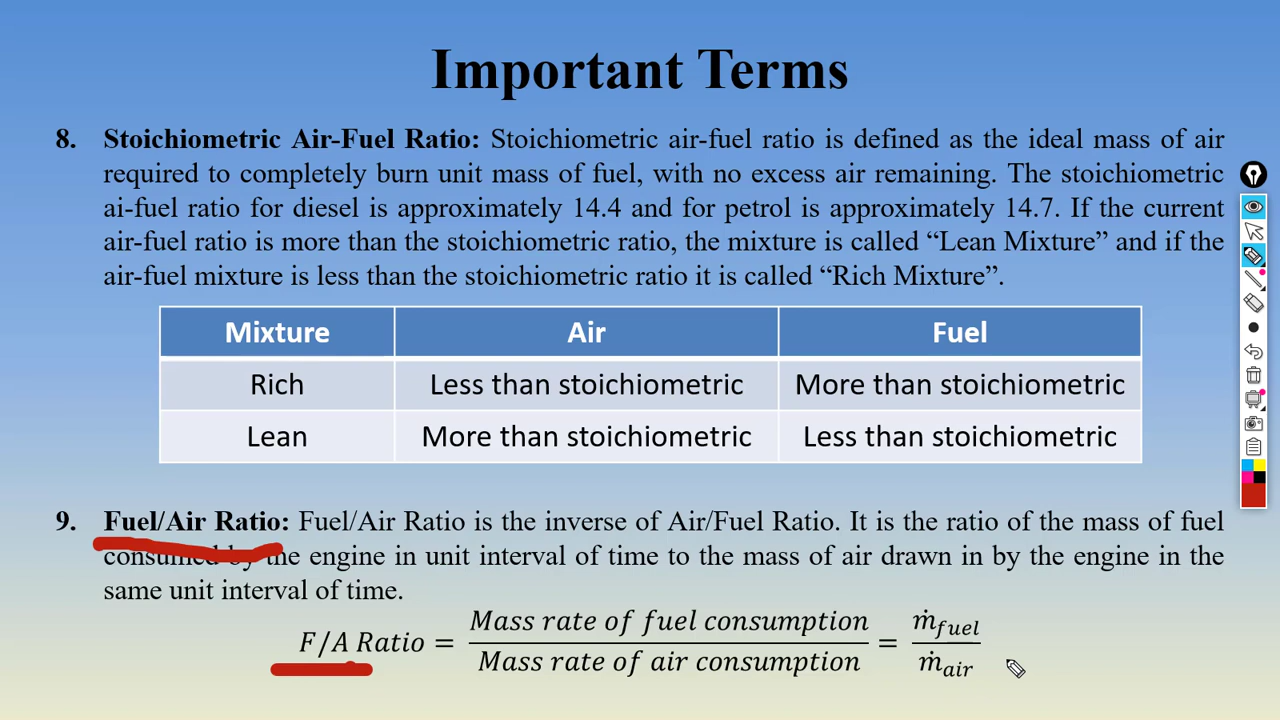 Important Terms
8. Stoichiometric Air-Fuel Ratio: Stoichiometric air-fuel ratio is defined as the ideal mass of air
required to completely burn unit mass of fuel, with no excess air remaining. The stoichiometric
ai-fuel ratio for diesel is approximately 14.4 and for petrol is approximately 14.7. If the current
air-fuel ratio is more than the stoichiometric ratio, the mixture is called “Lean Mixture” and if the
air-fuel mixture is less than the stoichiometric ratio it is called “Rich Mixture”.
Mixture Air Fuel
Rich Less than stoichiometric More than stoichiometric
Lean More than stoichiometric Less than stoichiometric
9. Fuel/Air Ratio: Fuel/Air Ratio is the inverse of Air/Fuel Ratio. It is the ratio of the mass of fuel
consumed by the engine in unit interval of time to the mass of air drawn in by the engine in the
same unit interval of time.
F/A Ratio = Mass rate of fuel consumption / Mass rate of air consumption = ṁfuel / ṁair